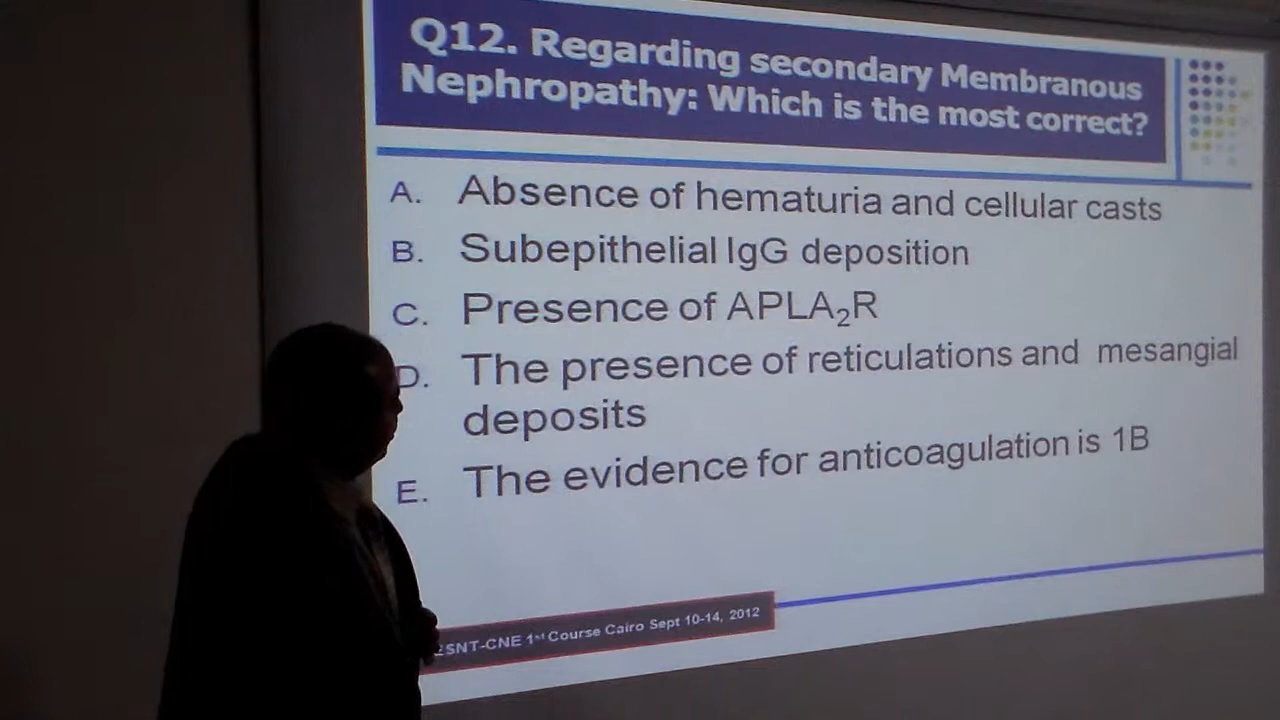 Q12. Regarding secondary Membranous
Nephropathy: Which is the most correct?
A. Absence of hematuria and cellular casts
B. Subepithelial IgG deposition
C. Presence of APLA₂R
D. The presence of reticulations and mesangial
deposits
E. The evidence for anticoagulation is 1B
ESNT-CNE 1st Course Cairo Sept 10-14, 2012